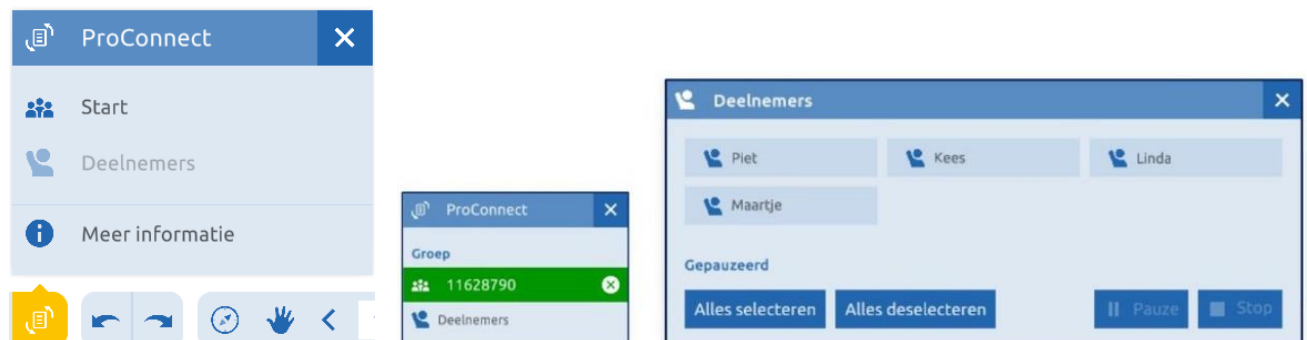 ProConnect
Start
Deelnemers
Meer informatie
ProConnect
Groep
11628790
Deelnemers
Deelnemers
Piet
Kees
Linda
Maartje
Gepauzeerd
Alles selecteren
Alles deselecteren
Pauze
Stop